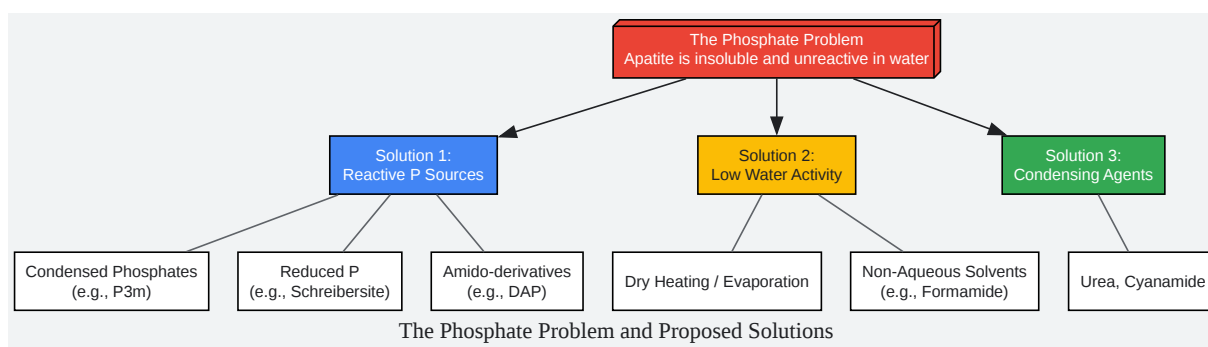 The Phosphate Problem
Apatite is insoluble and unreactive in water
Solution 1:
Reactive P Sources
Solution 2:
Low Water Activity
Solution 3:
Condensing Agents
Condensed Phosphates
(e.g., P3m)
Reduced P
(e.g., Schreibersite)
Amido-derivatives
(e.g., DAP)
Dry Heating / Evaporation
Non-Aqueous Solvents
(e.g., Formamide)
Urea, Cyanamide
The Phosphate Problem and Proposed Solutions